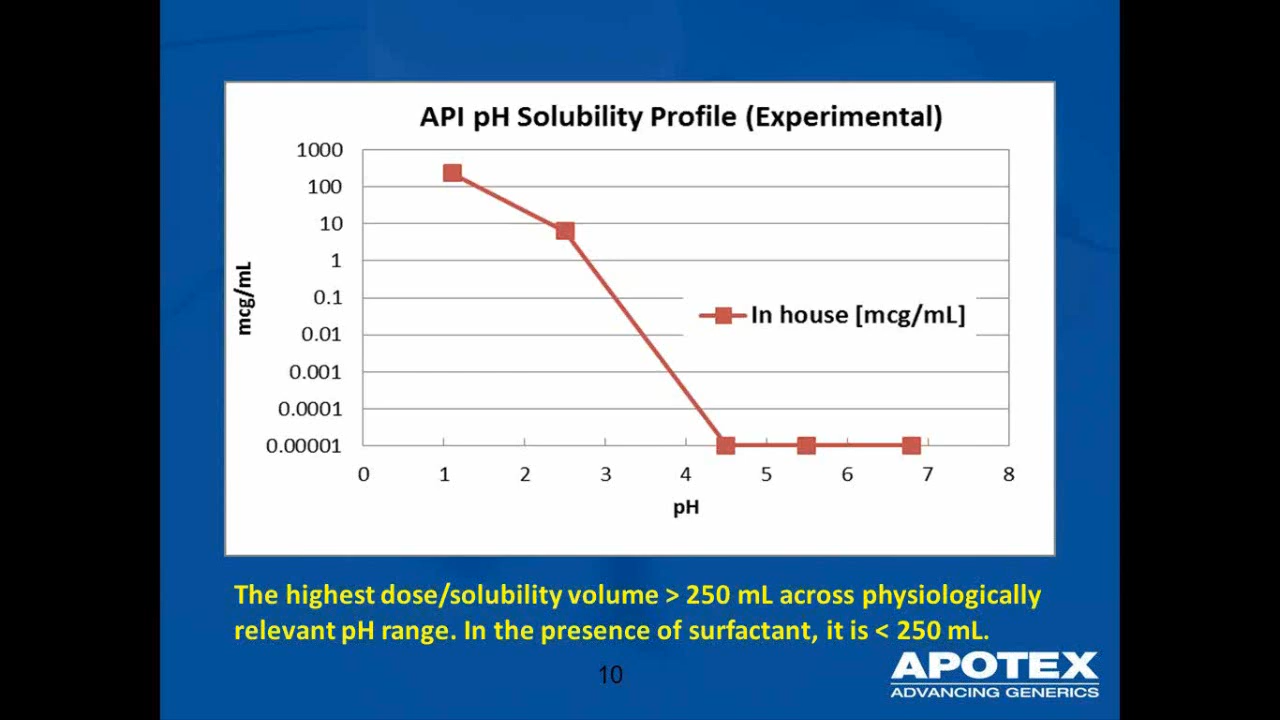 API pH Solubility Profile (Experimental)
1000
100
10
1
0.1
0.01
0.001
0.0001
0.00001
mcg/mL
In house [mcg/mL]
0 1 2 3 4 5 6 7 8
pH
The highest dose/solubility volume > 250 mL across physiologically
relevant pH range. In the presence of surfactant, it is < 250 mL.
10
APOTEX
ADVANCING GENERICS